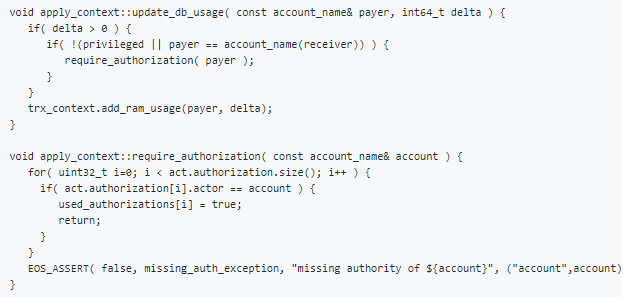 void apply_context::update_db_usage( const account_name& payer, int64_t delta ) {
   if( delta > 0 ) {
      if( !(privileged || payer == account_name(receiver)) ) {
         require_authorization( payer );
      }
   }
   trx_context.add_ram_usage(payer, delta);
}

void apply_context::require_authorization( const account_name& account ) {
   for( uint32_t i=0; i < act.authorization.size(); i++ ) {
     if( act.authorization[i].actor == account ) {
        used_authorizations[i] = true;
        return;
     }
   }
   EOS_ASSERT( false, missing_auth_exception, "missing authority of ${account}", ("account",account)
}